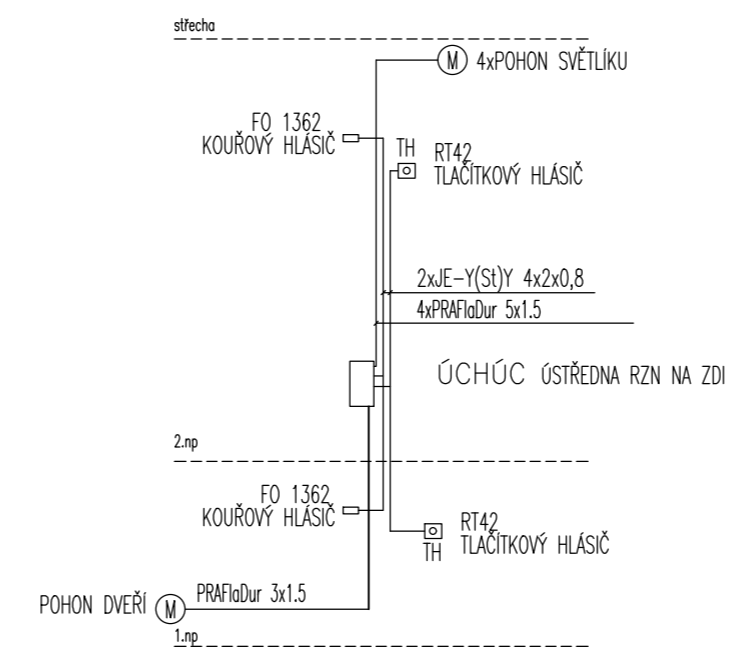 střecha
M 4xPOHON SVĚTLÍKU
FO 1362
KOUŘOVÝ HLÁSIČ
TH RT42
TLAČÍTKOVÝ HLÁSIČ
2xJE-Y(St)Y 4x2x0,8
4xPRAFlaDur 5x1.5
ÚCHÚC ÚSTŘEDNA RZN NA ZDI
2.np
FO 1362
KOUŘOVÝ HLÁSIČ
RT42
TH TLAČÍTKOVÝ HLÁSIČ
POHON DVEŘÍ M PRAFlaDur 3x1.5
1.np